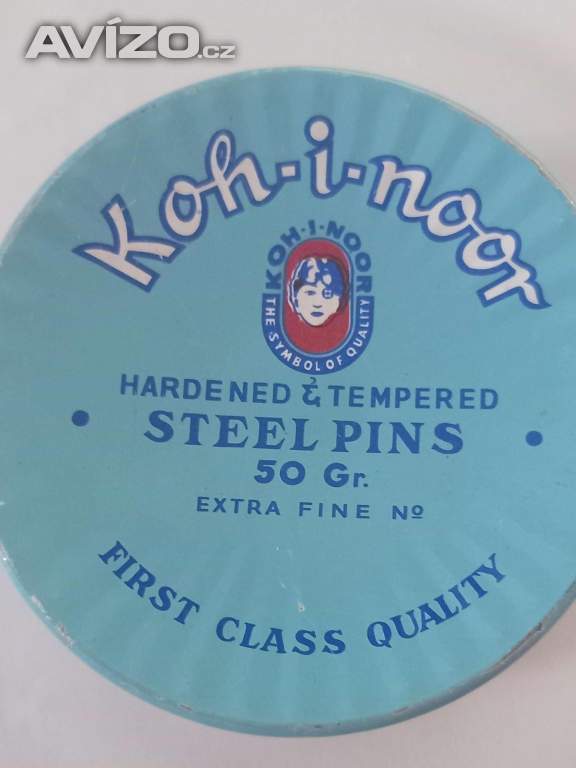 AVÍZO.cz
Koh-i-noor
KOH-I-NOOR
THE SYMBOL OF QUALITY
HARDENED & TEMPERED
• STEEL PINS •
50 Gr.
EXTRA FINE Nº
FIRST CLASS QUALITY